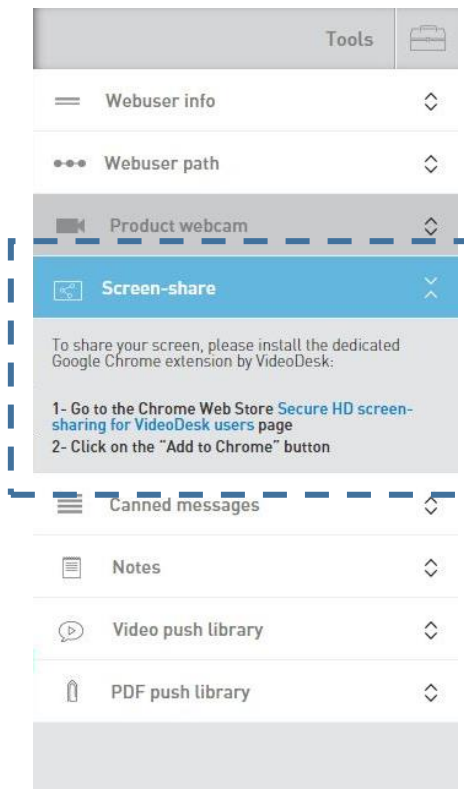 Tools
Webuser info
Webuser path
Product webcam
Screen-share
To share your screen, please install the dedicated
Google Chrome extension by VideoDesk:
1- Go to the Chrome Web Store Secure HD screen-
sharing for VideoDesk users page
2- Click on the “Add to Chrome” button
Canned messages
Notes
Video push library
PDF push library